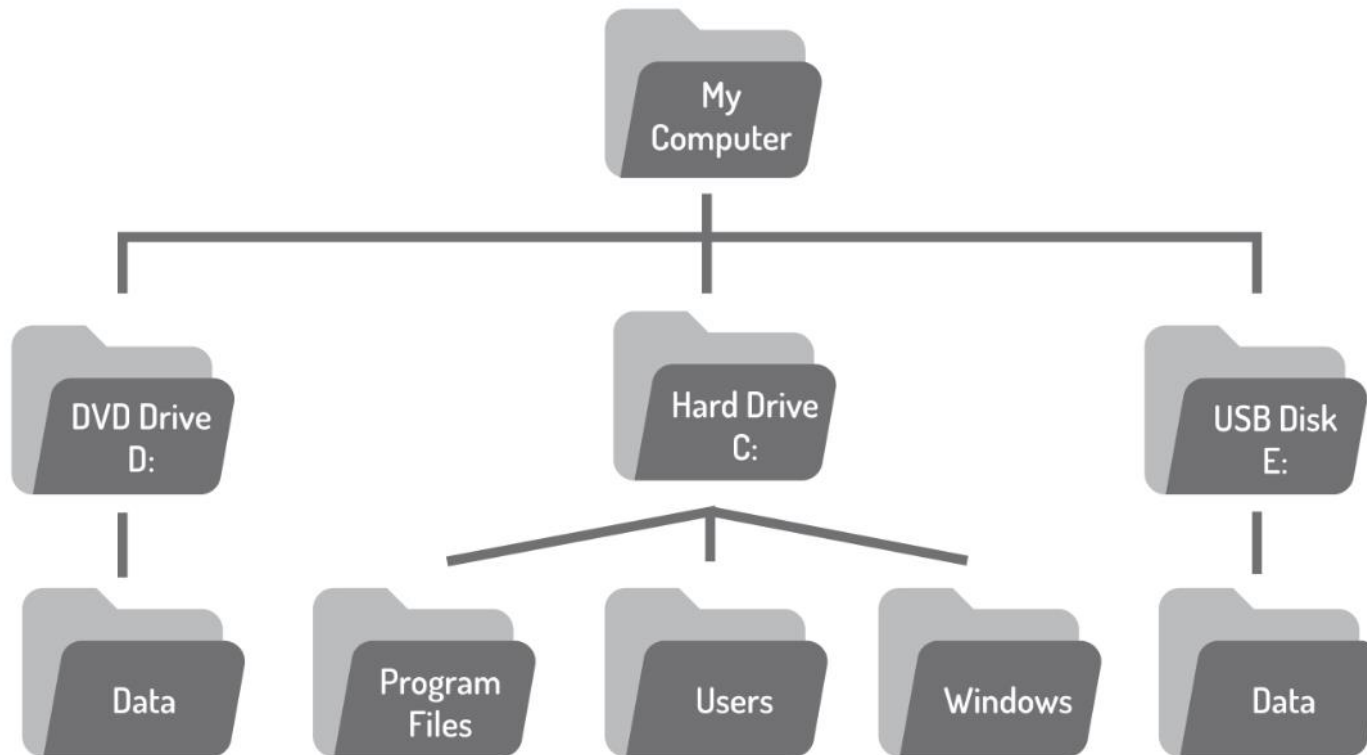 My
Computer
DVD Drive
D:
Hard Drive
C:
USB Disk
E:
Data
Program
Files
Users
Windows
Data